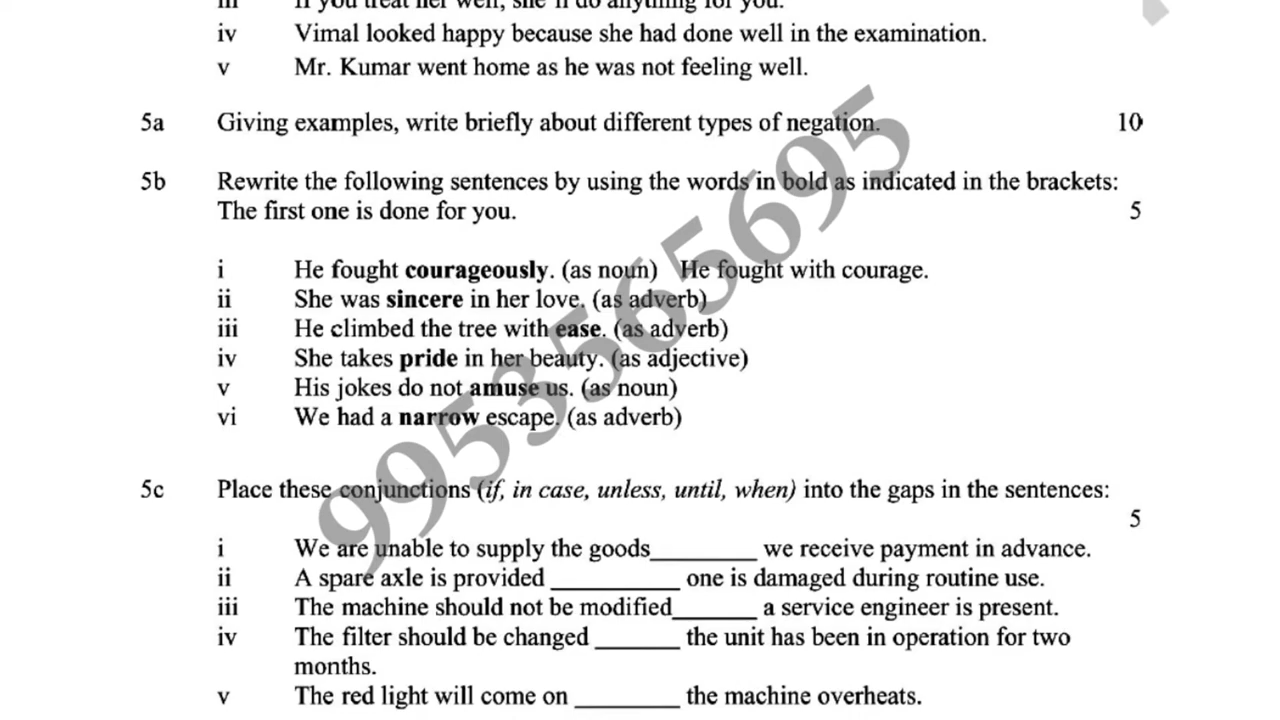 iii If you treat her well, she'll do anything for you.
iv Vimal looked happy because she had done well in the examination.
v Mr. Kumar went home as he was not feeling well.
5a Giving examples, write briefly about different types of negation. 10
5b Rewrite the following sentences by using the words in bold as indicated in the brackets:
The first one is done for you. 5
i He fought courageously. (as noun) He fought with courage.
ii She was sincere in her love. (as adverb)
iii He climbed the tree with ease. (as adverb)
iv She takes pride in her beauty. (as adjective)
v His jokes do not amuse us. (as noun)
vi We had a narrow escape. (as adverb)
5c Place these conjunctions (if, in case, unless, until, when) into the gaps in the sentences:
5
i We are unable to supply the goods________ we receive payment in advance.
ii A spare axle is provided __________ one is damaged during routine use.
iii The machine should not be modified______ a service engineer is present.
iv The filter should be changed ______ the unit has been in operation for two
months.
v The red light will come on ________ the machine overheats.
9953565695